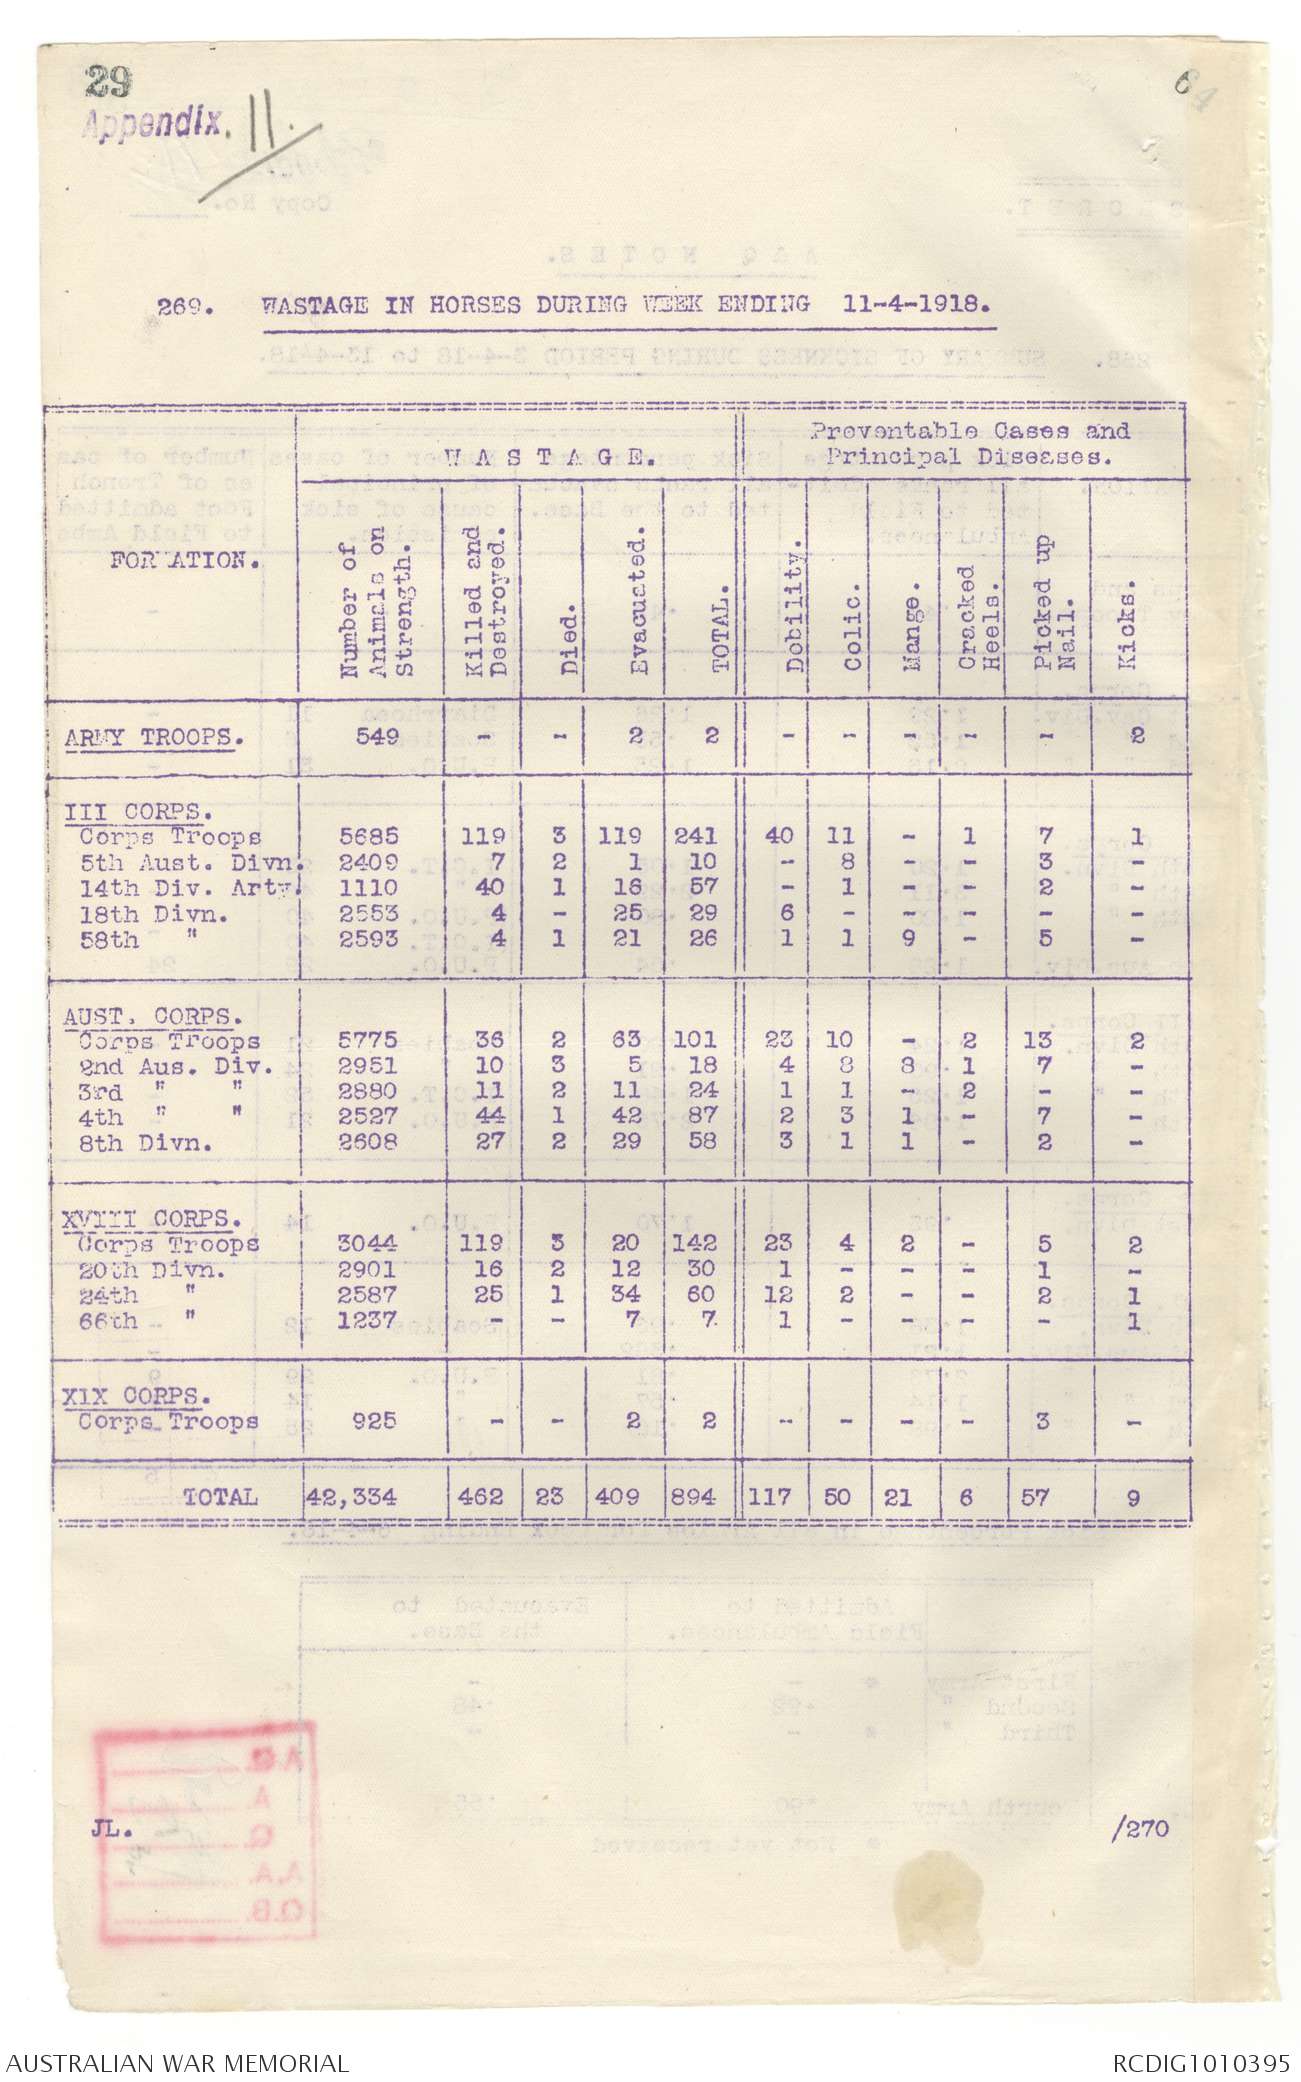 29
Appendix. 11.
64
269. WASTAGE IN HORSES DURING WEEK ENDING 11-4-1918.
FORMATION. | WASTAGE. | Preventable Cases and Principal Diseases.
Number of Animals on Strength. | Killed and Destroyed. | Died. | Evacuated. | TOTAL. | Debility. | Colic. | Mange. | Cracked Heels. | Picked up Nail. | Kicks.
ARMY TROOPS. 549 - - 2 2 - - - - - 2
III CORPS.
Corps Troops 5685 119 3 119 241 40 11 - 1 7 1
5th Aust. Divn. 2409 7 2 1 10 - 8 - - 3 -
14th Div. Arty. 1110 40 1 16 57 - 1 - - 2 -
18th Divn. 2553 4 - 25 29 6 - - - - -
58th " 2593 4 1 21 26 1 1 9 - 5 -
AUST. CORPS.
Corps Troops 5775 36 2 63 101 23 10 - 2 13 2
2nd Aus. Div. 2951 10 3 5 18 4 8 8 1 7 -
3rd " " 2880 11 2 11 24 1 1 - 2 - -
4th " " 2527 44 1 42 87 2 3 1 - 7 -
8th Divn. 2608 27 2 29 58 3 1 1 - 2 -
XVIII CORPS.
Corps Troops 3044 119 3 20 142 23 4 2 - 5 2
20th Divn. 2901 16 2 12 30 1 - - - 1 -
24th " 2587 25 1 34 60 12 2 - - 2 1
66th " 1237 - - 7 7 1 - - - - 1
XIX CORPS.
Corps Troops 925 - - 2 2 - - - - 3 -
TOTAL 42,334 462 23 409 894 117 50 21 6 57 9
JL.
/270
AUSTRALIAN WAR MEMORIAL
RCDIG1010395